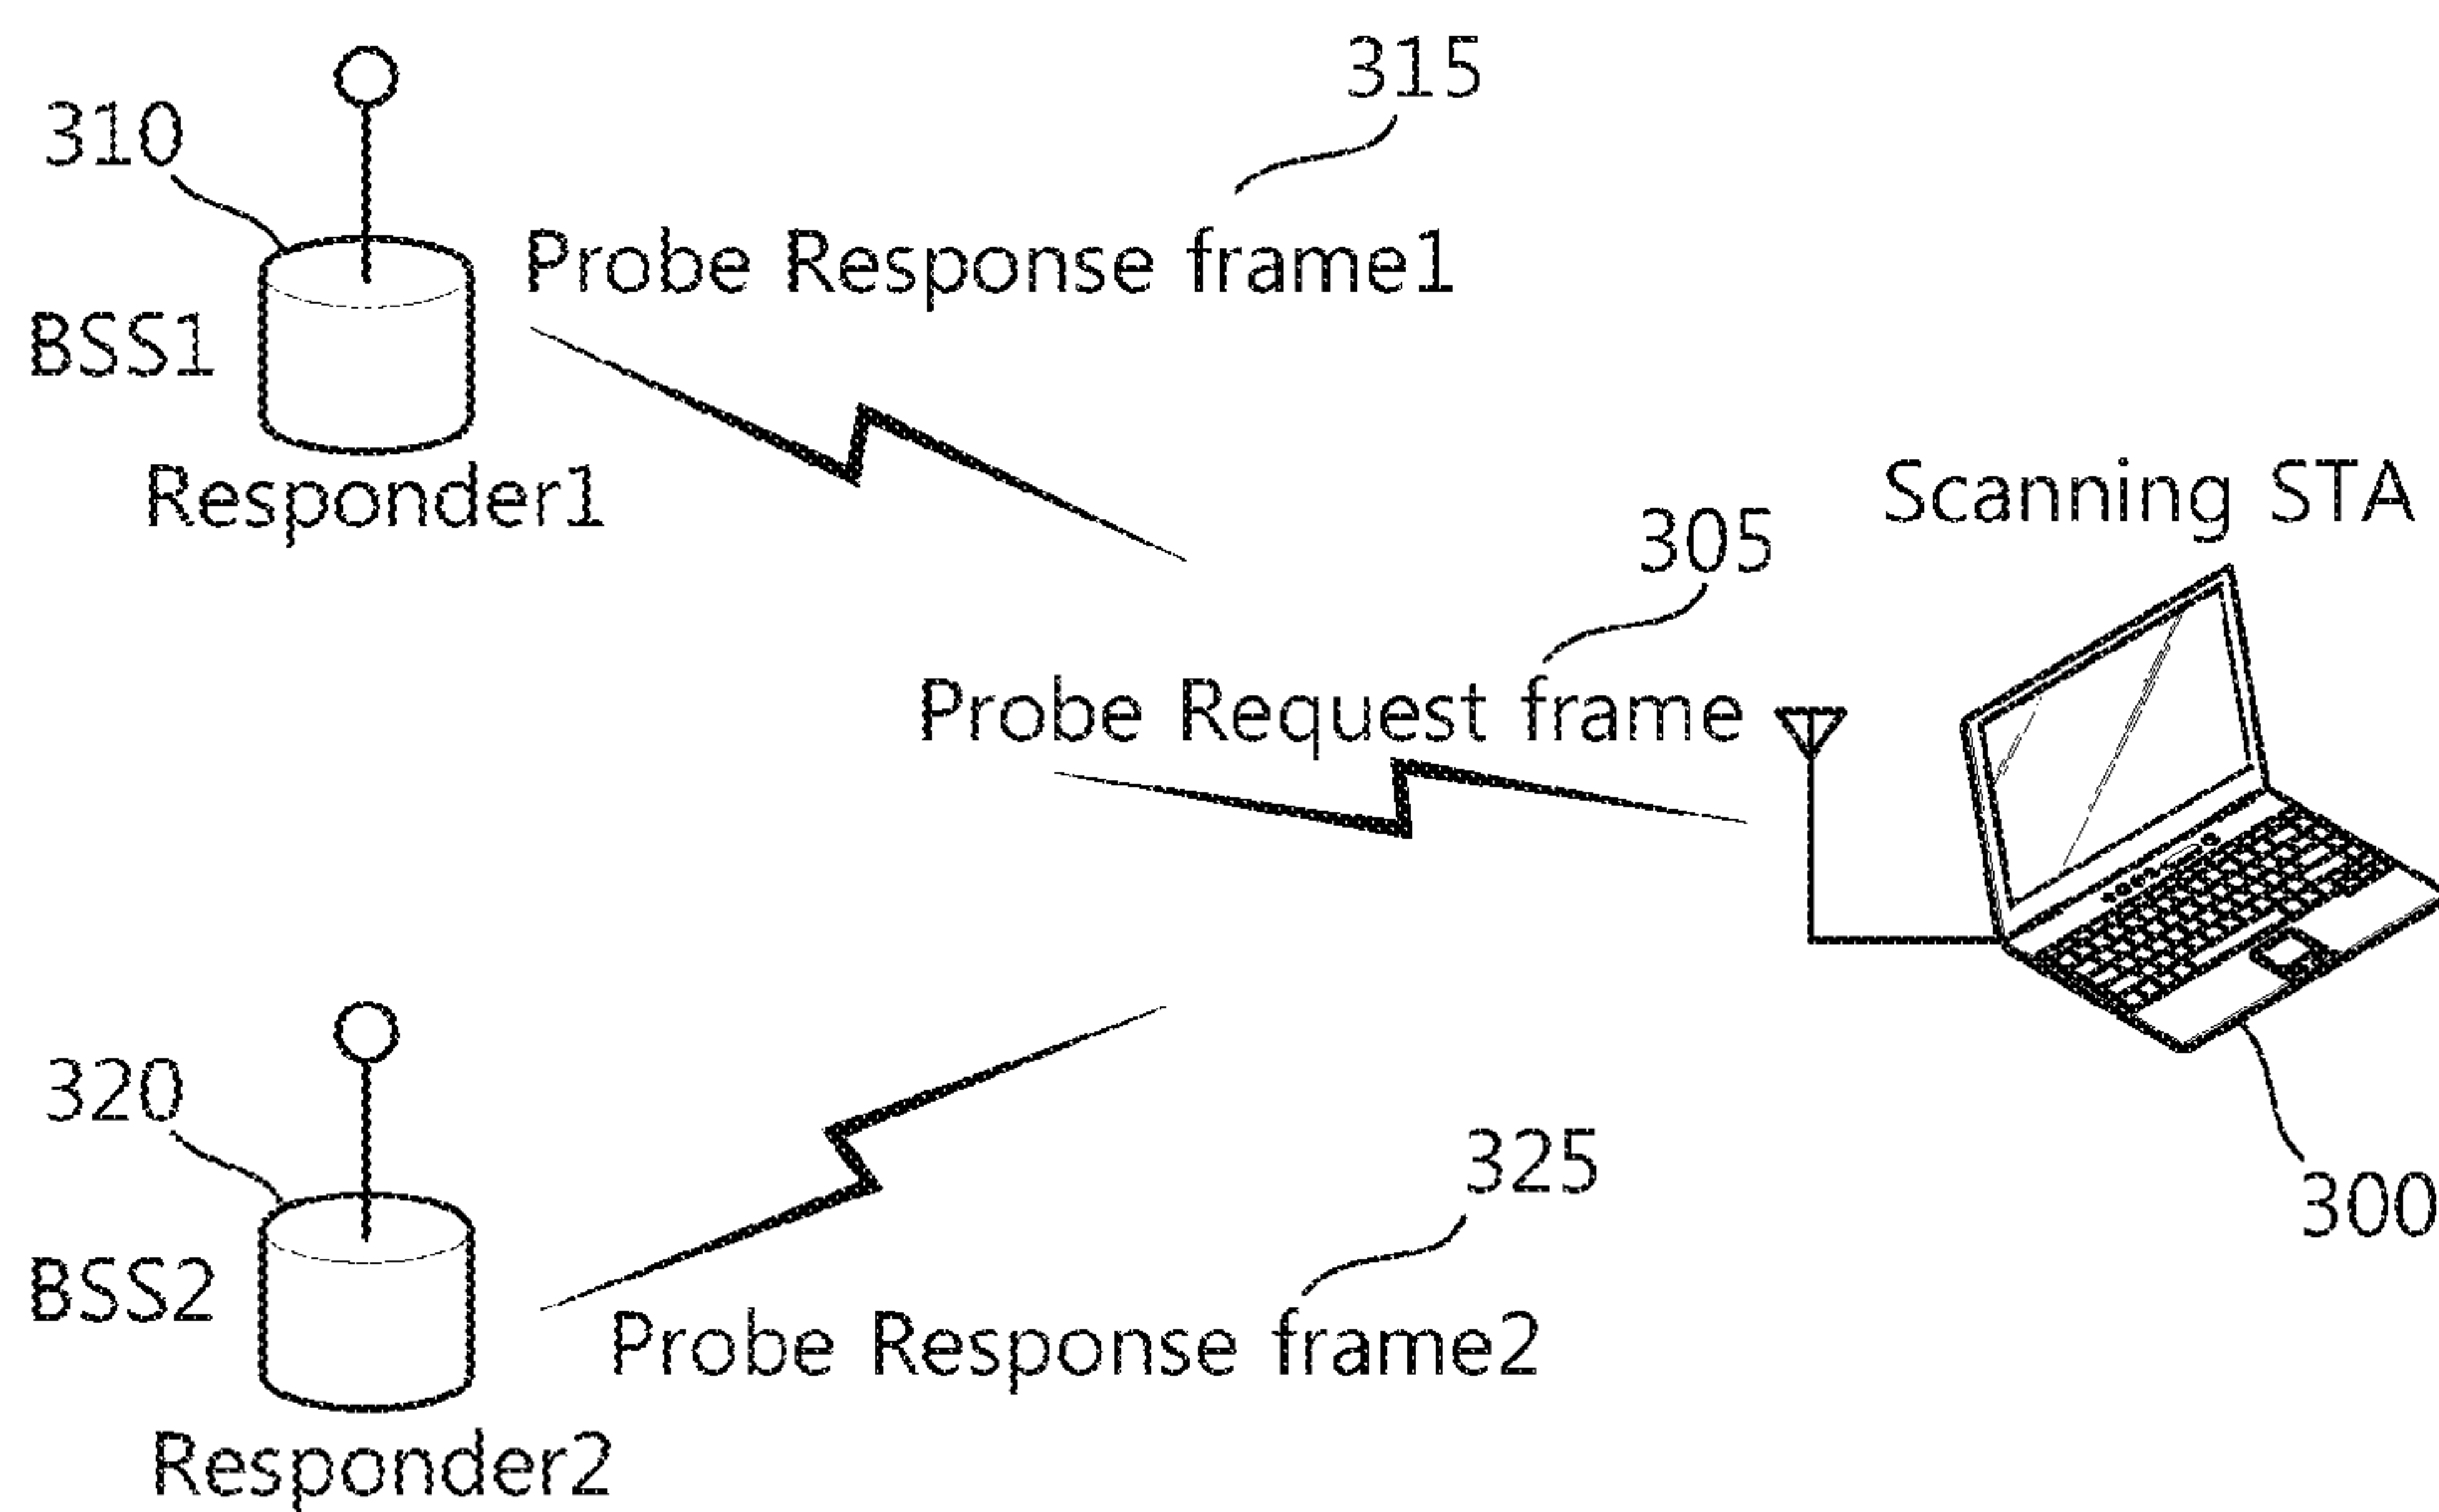 315
310
Probe Response frame1
BSS1
Responder1
Scanning STA
305
Probe Request frame
320
325
300
BSS2
Probe Response frame2
Responder2